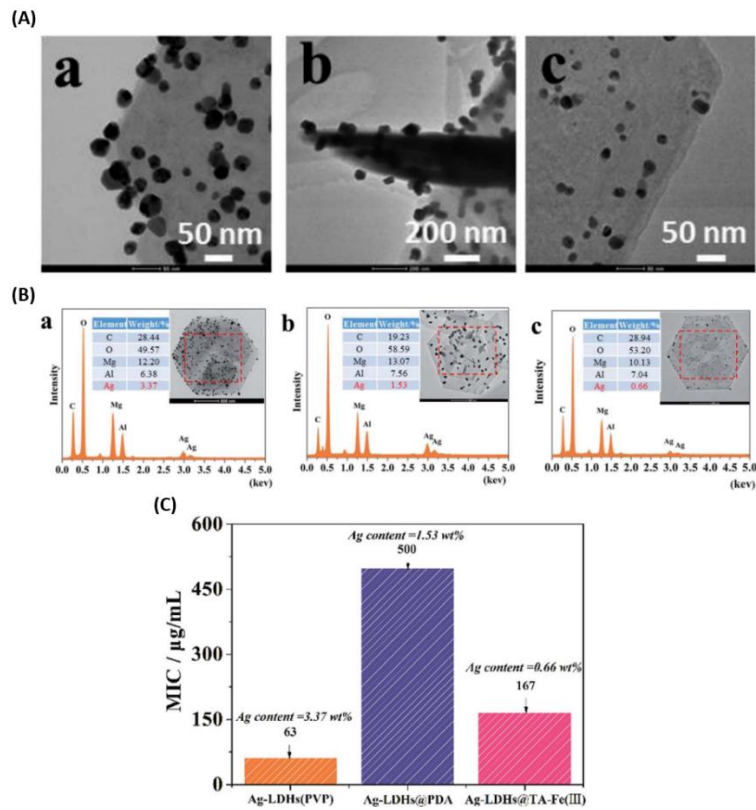 (A)
a
50 nm
b
200 nm
c
50 nm
(B)
a
O
C
Mg
Al
Ag
Ag
Element Weight/%
C 28.44
O 49.57
Mg 12.20
Al 6.38
Ag 3.37
Intensity
0.0 0.5 1.0 1.5 2.0 2.5 3.0 3.5 4.0 4.5 5.0
(kev)
b
O
C
Mg
Al
Ag
Ag
Element Weight/%
C 19.23
O 58.59
Mg 13.07
Al 7.56
Ag 1.53
Intensity
0.0 0.5 1.0 1.5 2.0 2.5 3.0 3.5 4.0 4.5 5.0
(kev)
c
O
C
Mg
Al
Ag
Ag
Element Weight/%
C 28.94
O 53.20
Mg 10.13
Al 7.04
Ag 0.66
Intensity
0.0 0.5 1.0 1.5 2.0 2.5 3.0 3.5 4.0 4.5 5.0
(kev)
(C)
MIC / μg/mL
600
450
300
150
0
Ag content =3.37 wt%
63
Ag content =1.53 wt%
500
Ag content =0.66 wt%
167
Ag-LDHs(PVP)
Ag-LDHs@PDA
Ag-LDHs@TA-Fe(III)